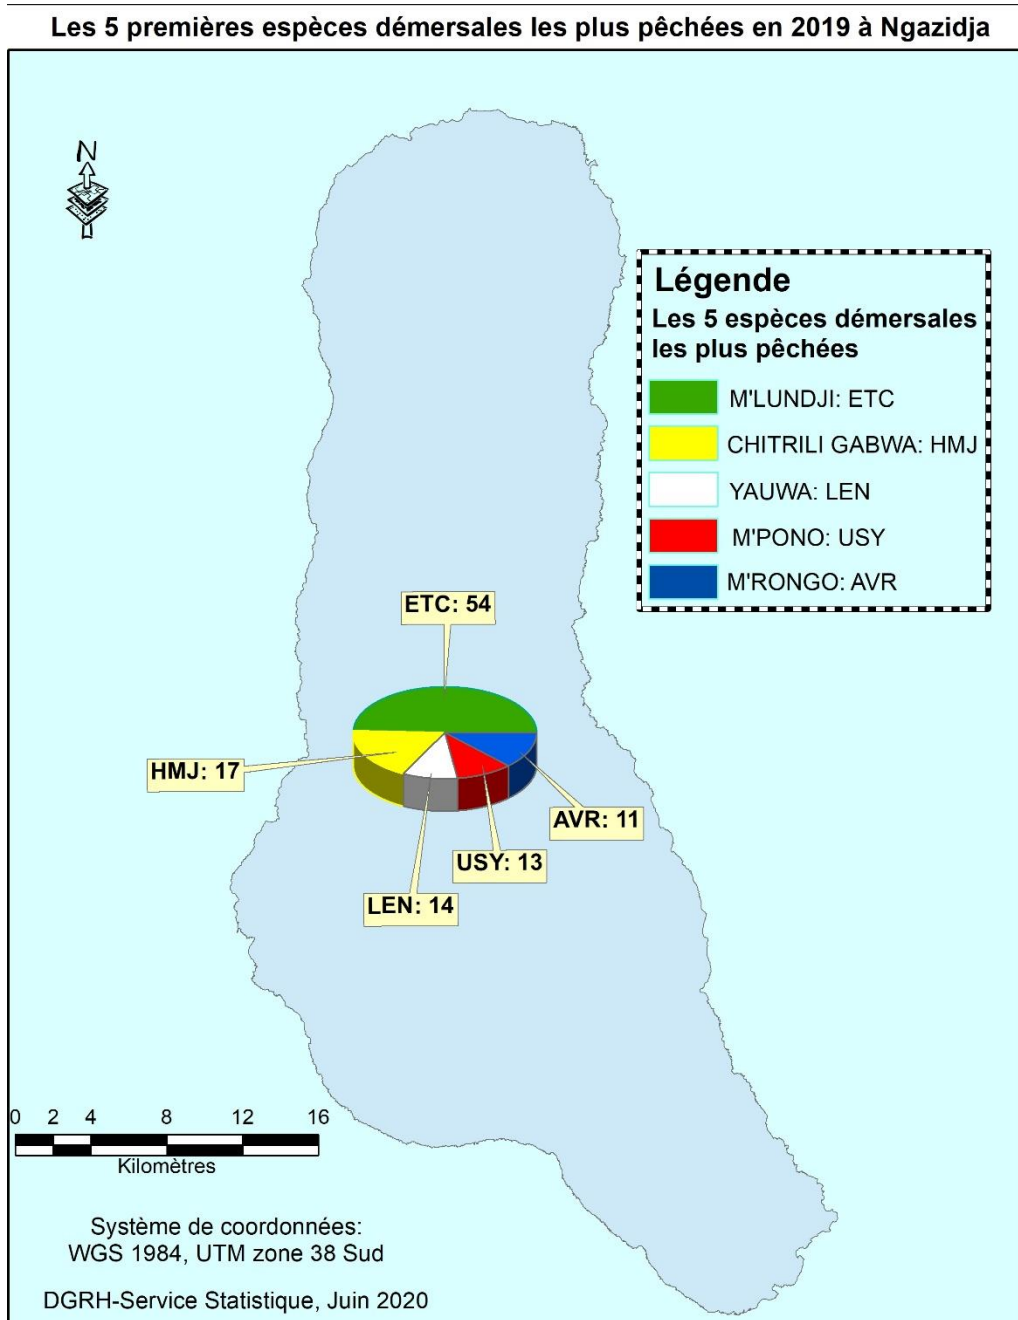 Les 5 premières espèces démersales les plus pêchées en 2019 à Ngazidja
N
Légende
Les 5 espèces démersales
les plus pêchées
M'LUNDJI: ETC
CHITRILI GABWA: HMJ
YAUWA: LEN
M'PONO: USY
M'RONGO: AVR
ETC: 54
HMJ: 17
AVR: 11
USY: 13
LEN: 14
0 2 4 8 12 16
Kilomètres
Système de coordonnées:
WGS 1984, UTM zone 38 Sud
DGRH-Service Statistique, Juin 2020